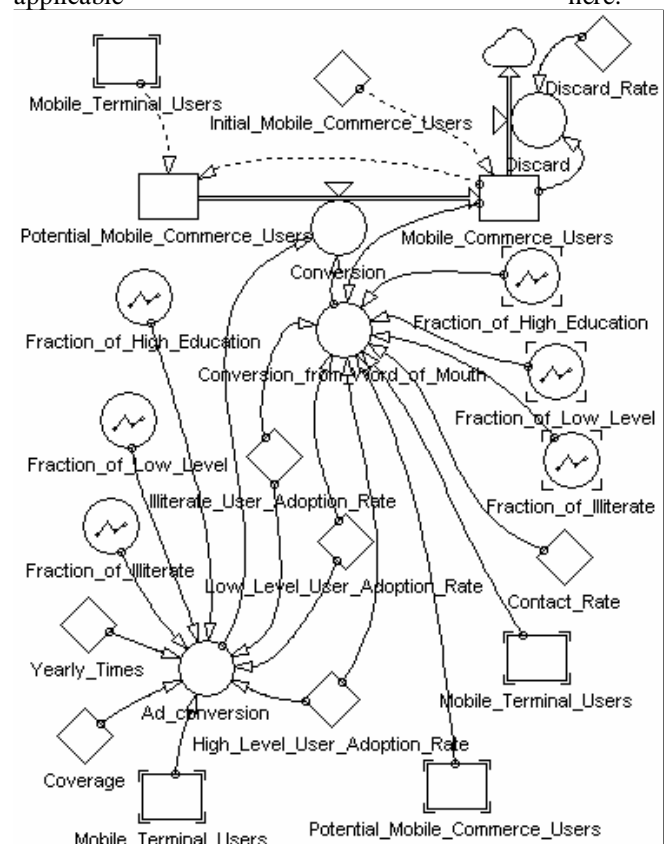 applicable here.
Mobile_Terminal_Users
Discard_Rate
Initial_Mobile_Commerce_Users
Discard
Potential_Mobile_Commerce_Users
Mobile_Commerce_Users
Conversion
Fraction_of_High_Education
Fraction_of_High_Education
Conversion_from_Word_of_Mouth
Fraction_of_Low_Level
Fraction_of_Low_Level
Illiterate_User_Adoption_Rate
Fraction_of_Illiterate
Fraction_of_Illiterate
Low_Level_User_Adoption_Rate
Contact_Rate
Yearly_Times
Mobile_Terminal_Users
Ad_conversion
High_Level_User_Adoption_Rate
Coverage
Potential_Mobile_Commerce_Users
Mobile_Terminal_Users